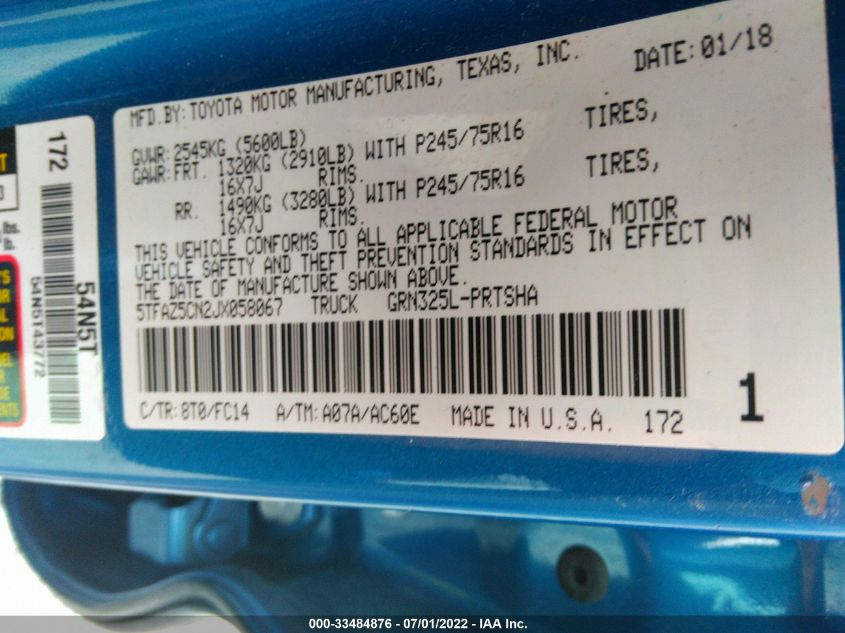 MFD.BY: TOYOTA MOTOR MANUFACTURING, TEXAS, INC. DATE: 01/18
GVWR: 2545KG (5600LB)
GAWR: FRT. 1320KG (2910LB) WITH P245/75R16 TIRES,
16X7J RIMS.
RR. 1490KG (3280LB) WITH P245/75R16 TIRES,
16X7J RIMS.
THIS VEHICLE CONFORMS TO ALL APPLICABLE FEDERAL MOTOR
VEHICLE SAFETY AND THEFT PREVENTION STANDARDS IN EFFECT ON
THE DATE OF MANUFACTURE SHOWN ABOVE.
5TFAZ5CN2JX058067 TRUCK GRN325L-PRTSHA
C/TR: 8T0/FC14 A/TM: A07A/AC60E MADE IN U.S.A. 172
1
172
54N5T
54N5T43772
lbs.
lb.
000-33484876 - 07/01/2022 - IAA Inc.